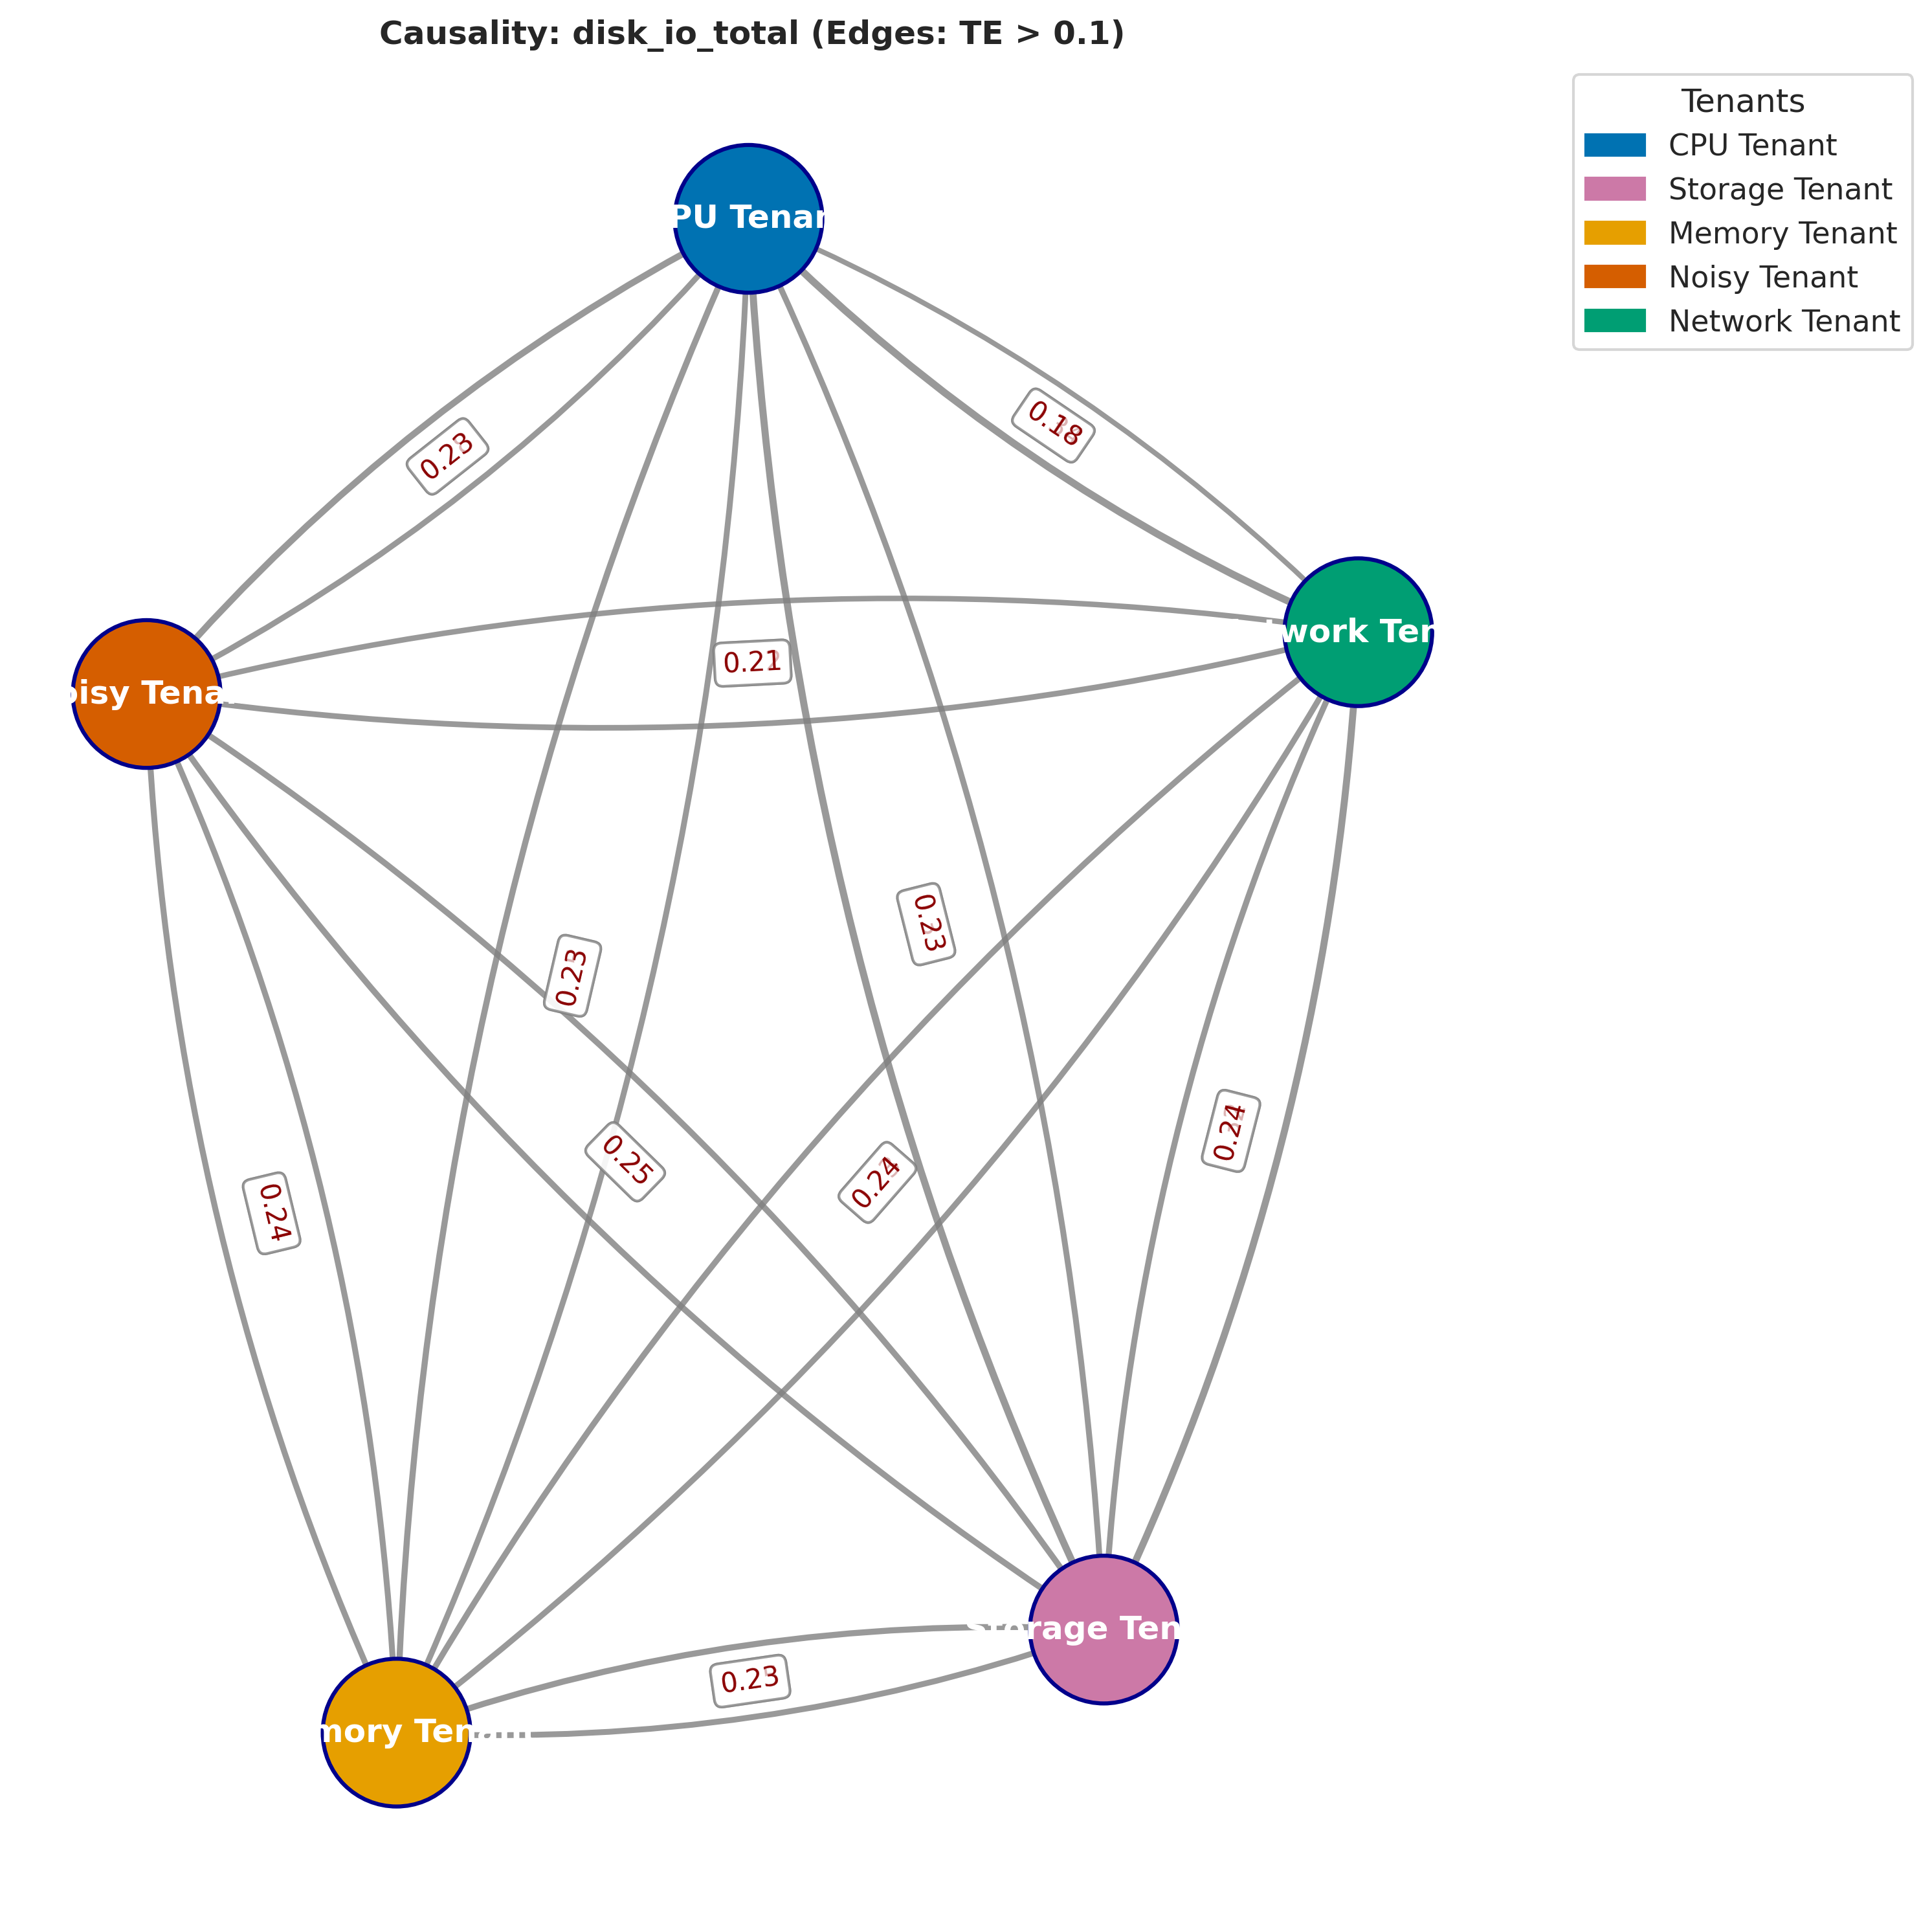 Causality: disk_io_total (Edges: TE > 0.1)
Tenants
CPU Tenant
Storage Tenant
Memory Tenant
Noisy Tenant
Network Tenant
PU Tenan
0.18
0.23
twork Ten
0.21
oisy Tena
0.23
0.23
0.24
0.25
0.24
0.24
Storage Ten
0.23
mory Tenan